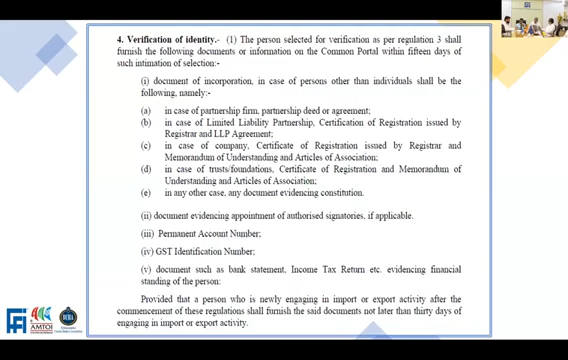 4. Verification of identity.- (1) The person selected for verification as per regulation 3 shall
furnish the following documents or information on the Common Portal within fifteen days of
such intimation of selection:-
(i) document of incorporation, in case of persons other than individuals shall be the
following, namely:-
(a) in case of partnership firm, partnership deed or agreement;
(b) in case of Limited Liability Partnership, Certification of Registration issued by
Registrar and LLP Agreement;
(c) in case of company, Certificate of Registration issued by Registrar and
Memorandum of Understanding and Articles of Association;
(d) in case of trusts/foundations, Certificate of Registration and Memorandum of
Understanding and Articles of Association;
(e) in any other case, any document evidencing constitution.
(ii) document evidencing appointment of authorised signatories, if applicable.
(iii) Permanent Account Number;
(iv) GST Identification Number;
(v) document such as bank statement, Income Tax Return etc. evidencing financial
standing of the person:
Provided that a person who is newly engaging in import or export activity after the
commencement of these regulations shall furnish the said documents not later than thirty days of
engaging in import or export activity.
AMTOI